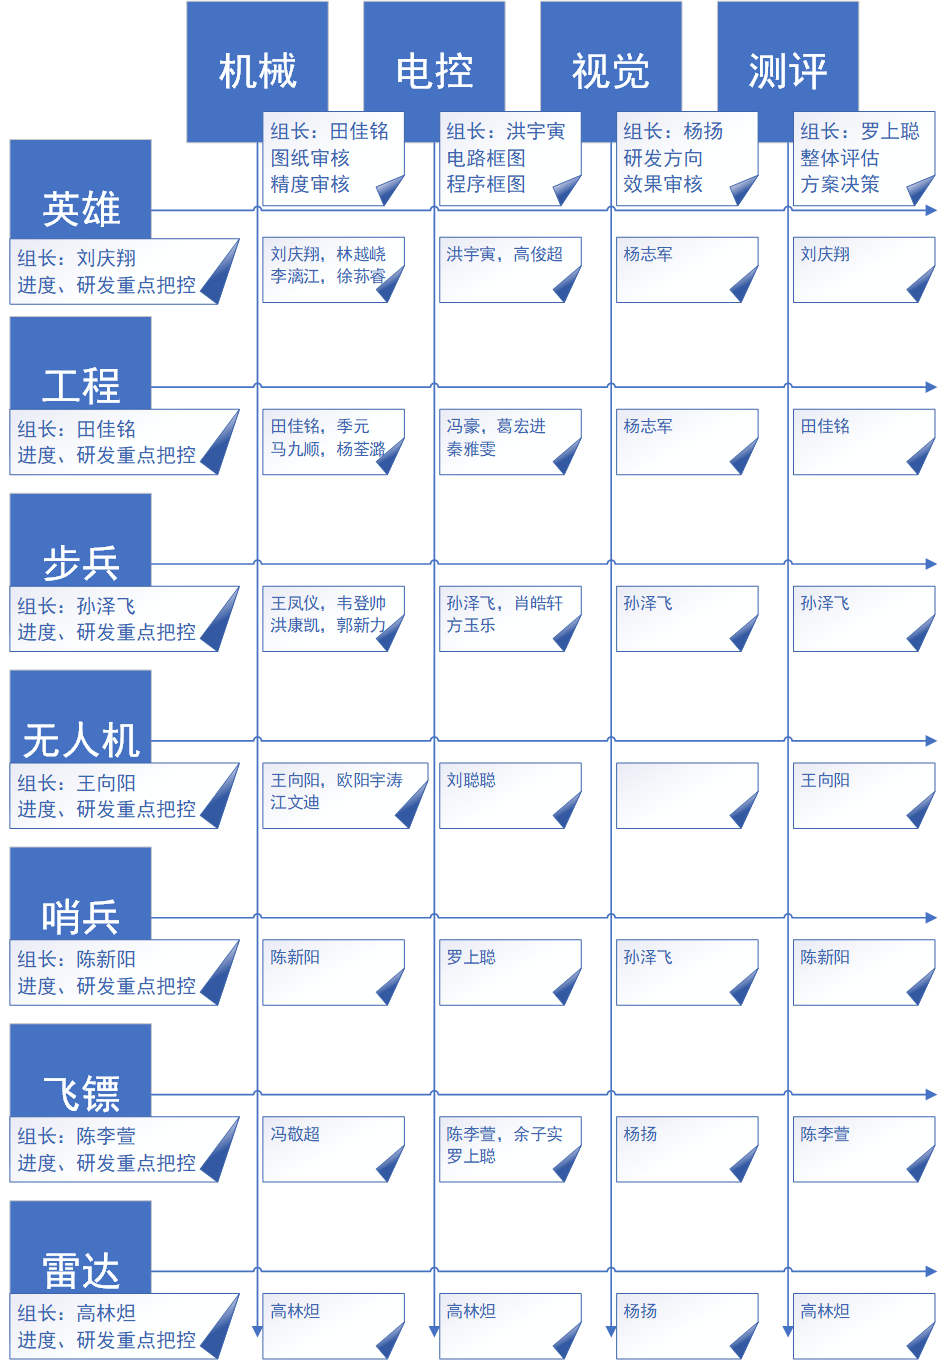 机械
电控
视觉
测评
组长：田佳铭
图纸审核
精度审核
组长：洪宇寅
电路框图
程序框图
组长：杨扬
研发方向
效果审核
组长：罗上聪
整体评估
方案决策
英雄
组长：刘庆翔
进度、研发重点把控
刘庆翔，林越峣
李漓江，徐荪睿
洪宇寅，高俊超
杨志军
刘庆翔
工程
组长：田佳铭
进度、研发重点把控
田佳铭，季元
马九顺，杨荃潞
冯豪，葛宏进
秦雅雯
杨志军
田佳铭
步兵
组长：孙泽飞
进度、研发重点把控
王凤仪，韦登帅
洪康凯，郭新力
孙泽飞，肖皓轩
方玉乐
孙泽飞
孙泽飞
无人机
组长：王向阳
进度、研发重点把控
王向阳，欧阳宇涛
江文迪
刘聪聪
王向阳
哨兵
组长：陈新阳
进度、研发重点把控
陈新阳
罗上聪
孙泽飞
陈新阳
飞镖
组长：陈李萱
进度、研发重点把控
冯敬超
陈李萱，余子实
罗上聪
杨扬
陈李萱
雷达
组长：高林炟
进度、研发重点把控
高林炟
高林炟
杨扬
高林炟